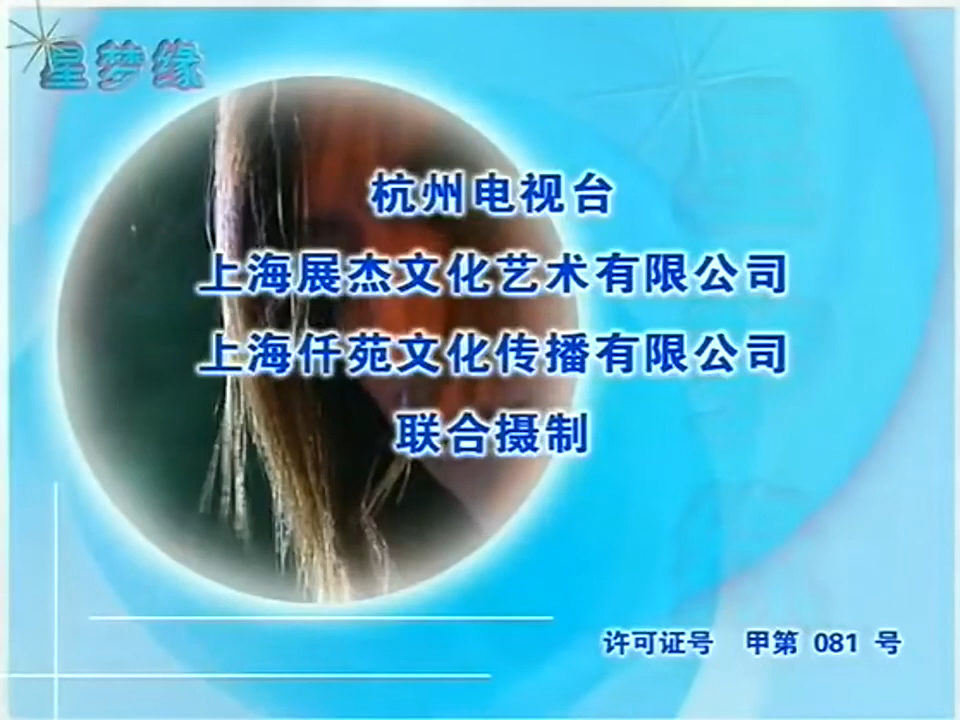 星梦缘
杭州电视台
上海展杰文化艺术有限公司
上海仟苑文化传播有限公司
联合摄制
许可证号 甲第 081 号